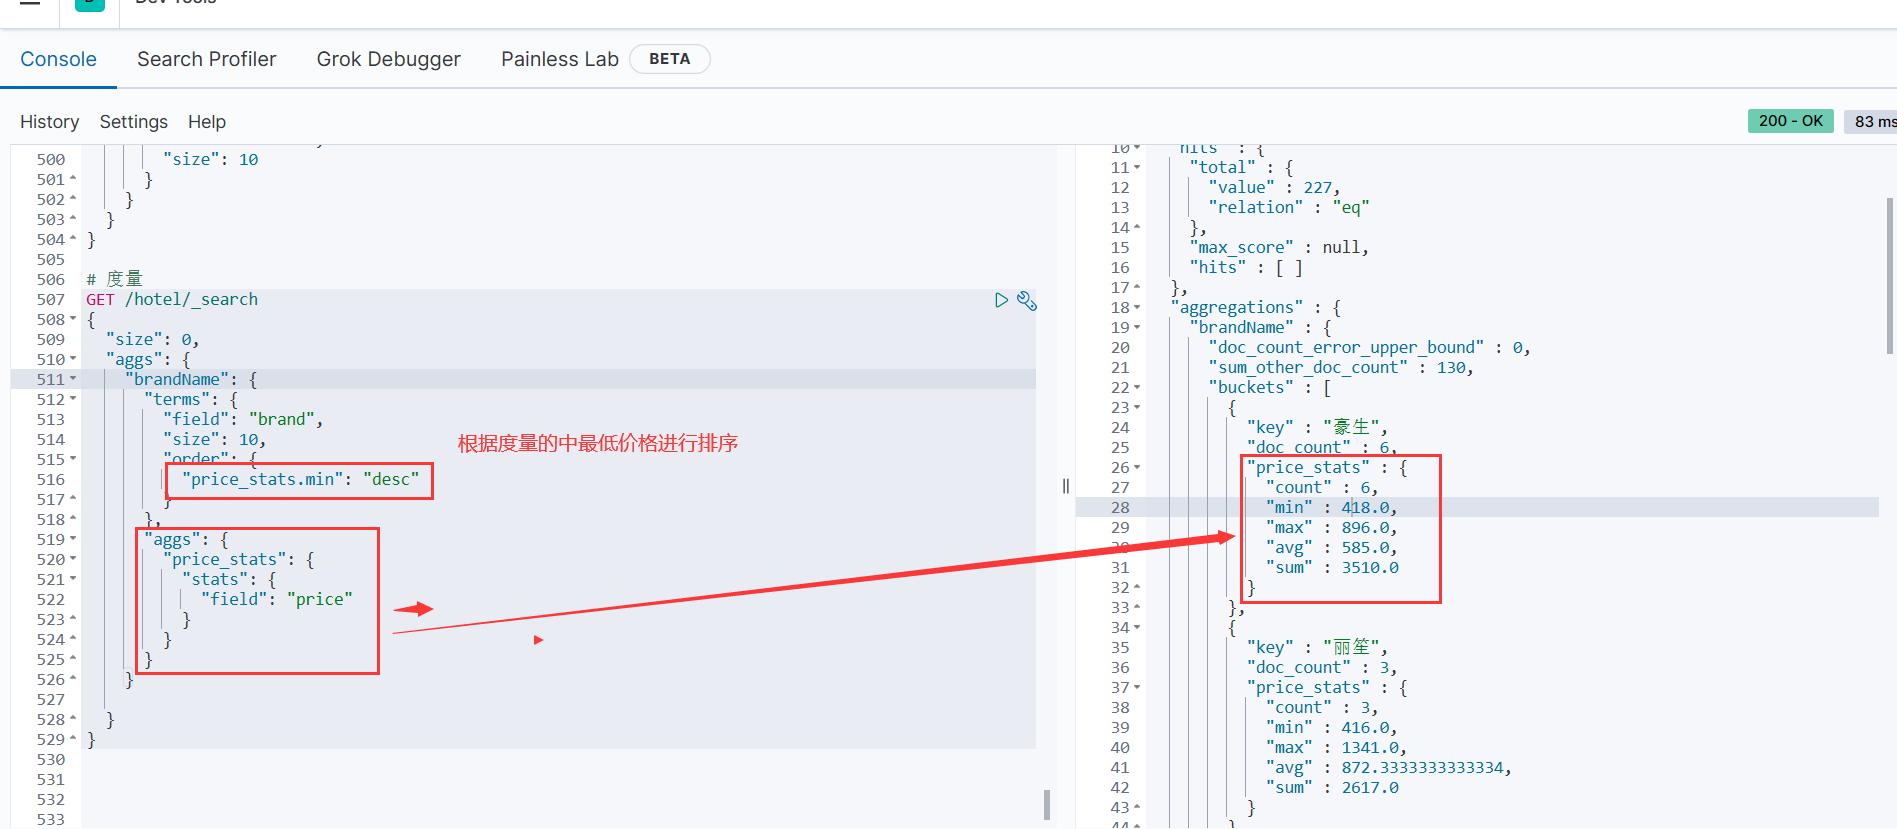 Dev Tools
Console Search Profiler Grok Debugger Painless Lab BETA
History Settings Help
200 - OK 83 ms
500 "size": 10
501 }
502 }
503 }
504 }
505
506 # 度量
507 GET /hotel/_search
508 {
509 "size": 0,
510 "aggs": {
511 "brandName": {
512 "terms": {
513 "field": "brand",
514 "size": 10,
515 "order": {
516 "price_stats.min": "desc"
517 }
518 },
519 "aggs": {
520 "price_stats": {
521 "stats": {
522 "field": "price"
523 }
524 }
525 }
526 }
527
528 }
529 }
530
531
532
533
根据度量的中最低价格进行排序
10 "hits" : {
11 "total" : {
12 "value" : 227,
13 "relation" : "eq"
14 },
15 "max_score" : null,
16 "hits" : [ ]
17 },
18 "aggregations" : {
19 "brandName" : {
20 "doc_count_error_upper_bound" : 0,
21 "sum_other_doc_count" : 130,
22 "buckets" : [
23 {
24 "key" : "豪生",
25 "doc_count" : 6,
26 "price_stats" : {
27 "count" : 6,
28 "min" : 418.0,
29 "max" : 896.0,
30 "avg" : 585.0,
31 "sum" : 3510.0
32 }
33 },
34 {
35 "key" : "丽笙",
36 "doc_count" : 3,
37 "price_stats" : {
38 "count" : 3,
39 "min" : 416.0,
40 "max" : 1341.0,
41 "avg" : 872.3333333333334,
42 "sum" : 2617.0
43 }
44 }